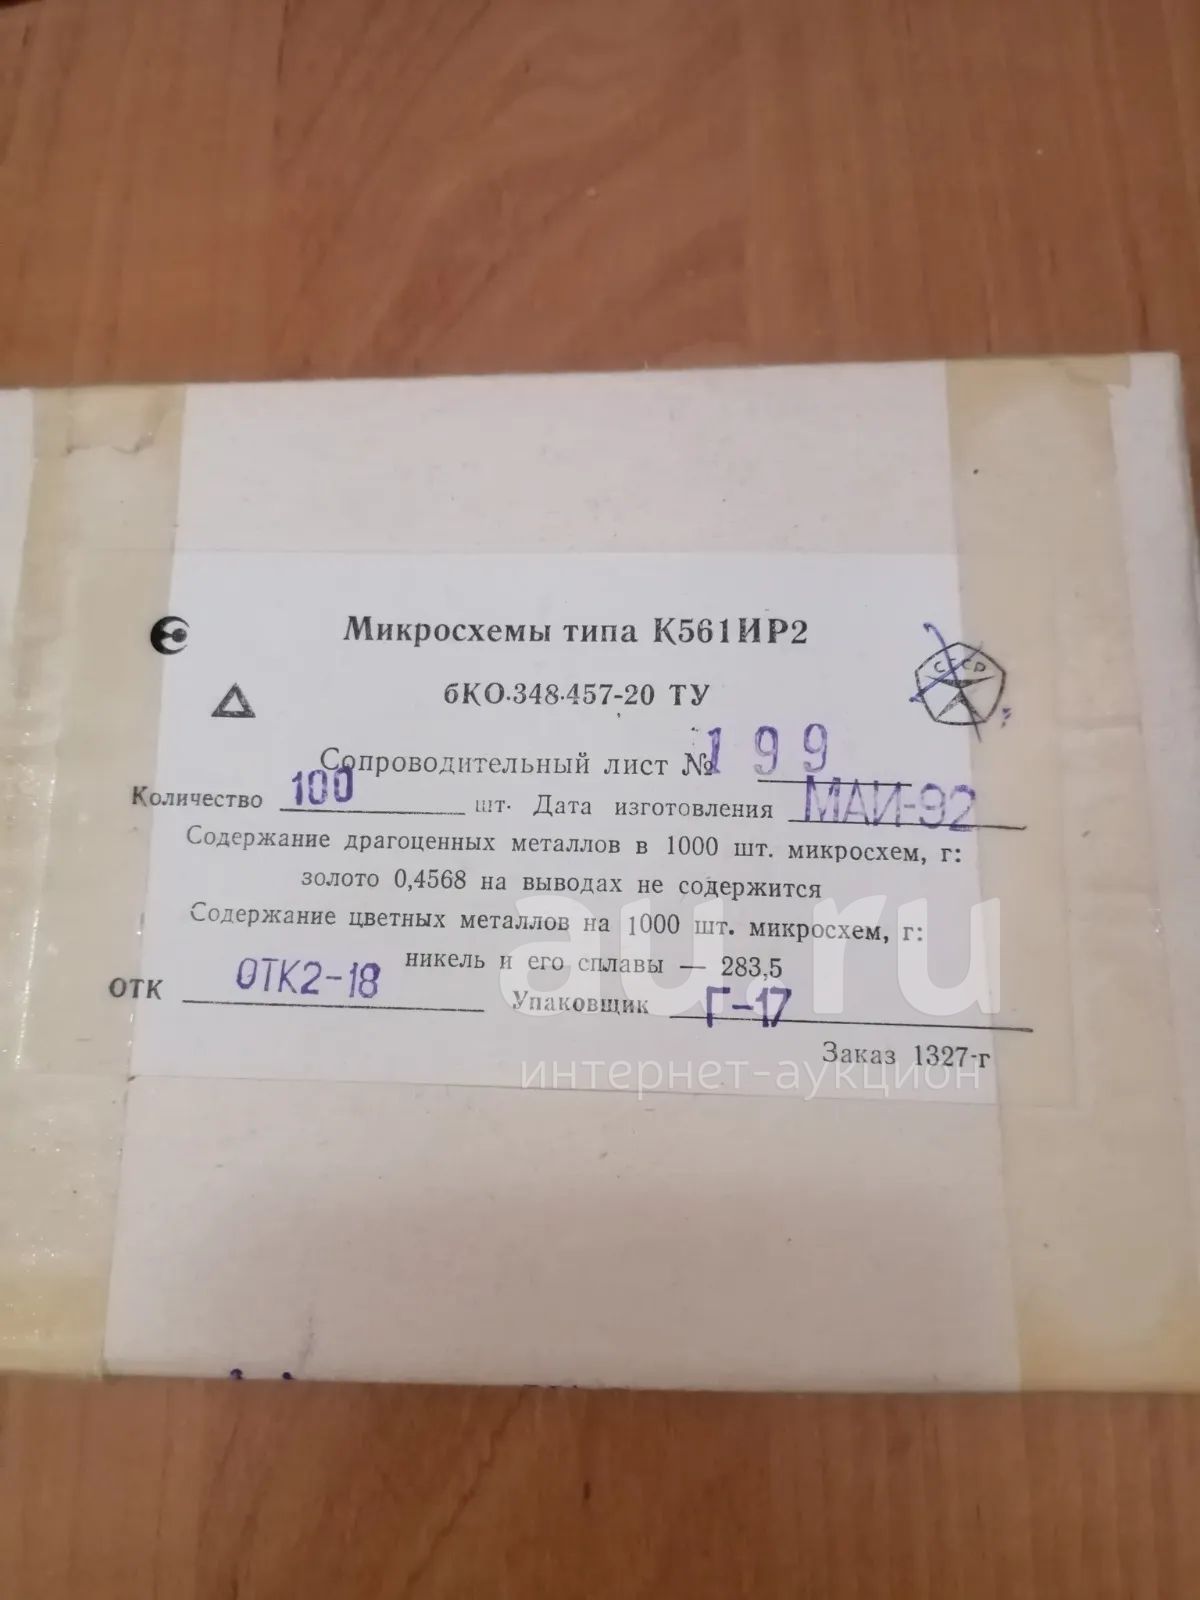 Микросхемы типа К561ИР2
СССР
бКО.348.457-20 ТУ
Сопроводительный лист № 199
Количество 100 шт. Дата изготовления МАЙ-92
Содержание драгоценных металлов в 1000 шт. микросхем, г:
золото 0,4568 на выводах не содержится
Содержание цветных металлов на 1000 шт. микросхем, г:
никель и его сплавы — 283,5
ОТК ОТК2-18 Упаковщик Г-17
Заказ 1327-г
au.ru
интернет-аукцион